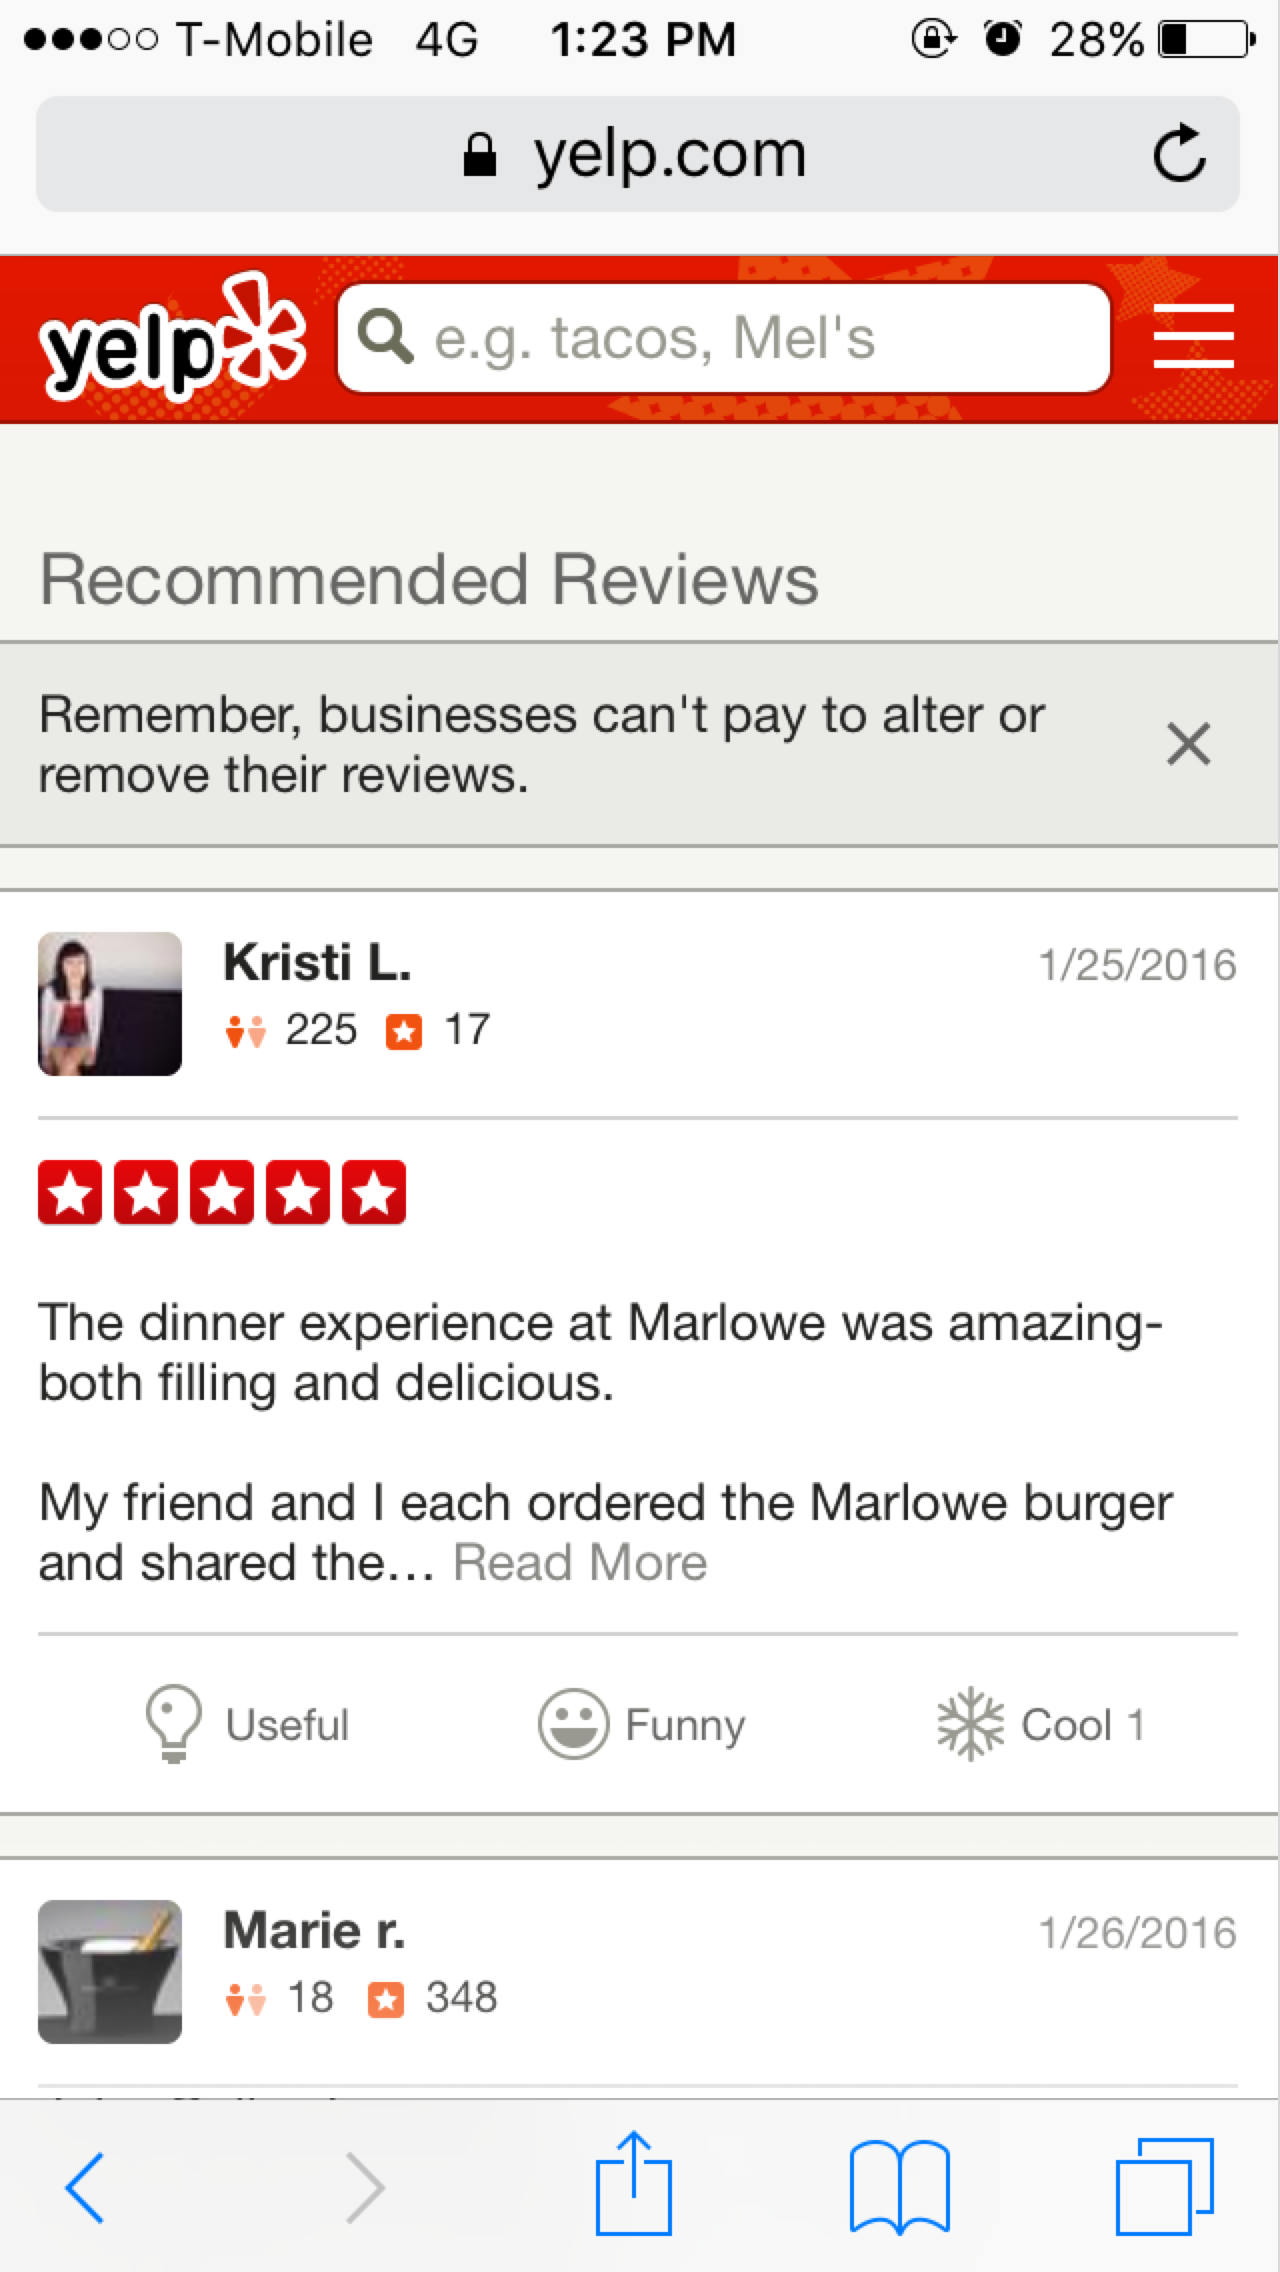 T-Mobile 4G 1:23 PM 28%
yelp.com
yelp e.g. tacos, Mel's
Recommended Reviews
Remember, businesses can't pay to alter or
remove their reviews.
Kristi L. 1/25/2016
225 17
The dinner experience at Marlowe was amazing-
both filling and delicious.
My friend and I each ordered the Marlowe burger
and shared the... Read More
Useful Funny Cool 1
Marie r. 1/26/2016
18 348